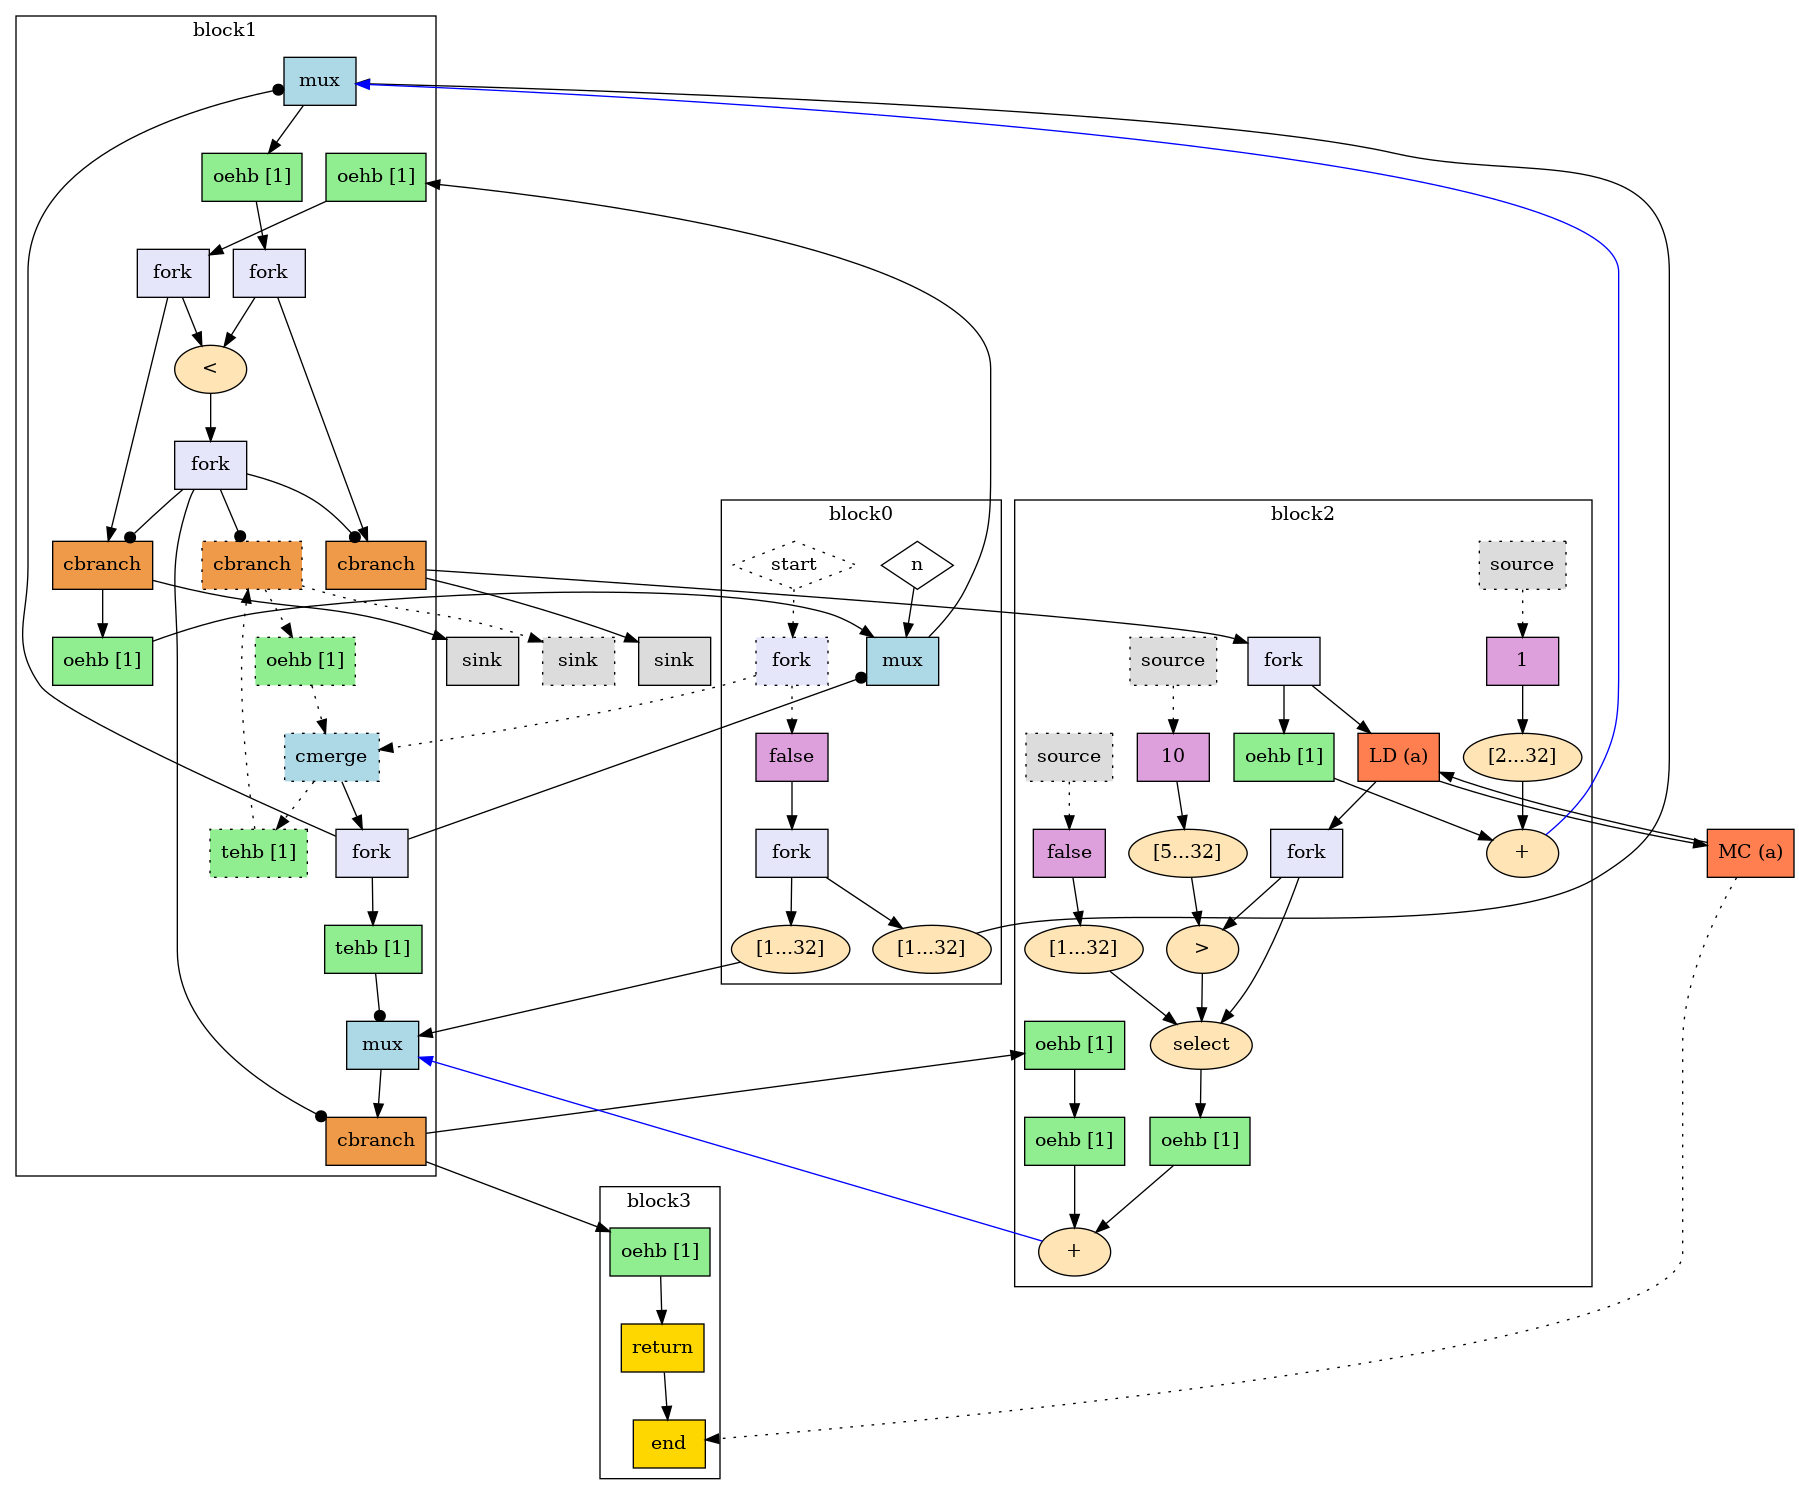 block1
mux
oehb [1]
oehb [1]
fork
fork
<
fork
cbranch
cbranch
cbranch
oehb [1]
oehb [1]
sink
sink
sink
cmerge
tehb [1]
fork
tehb [1]
mux
cbranch
block0
start
n
fork
mux
false
fork
[1...32]
[1...32]
block2
source
source
fork
1
source
10
oehb [1]
LD (a)
[2...32]
false
[5...32]
fork
+
MC (a)
[1...32]
>
oehb [1]
select
oehb [1]
oehb [1]
+
block3
oehb [1]
return
end